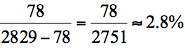 78/(2829 − 78) = 78/2751 ≈ 2.8%